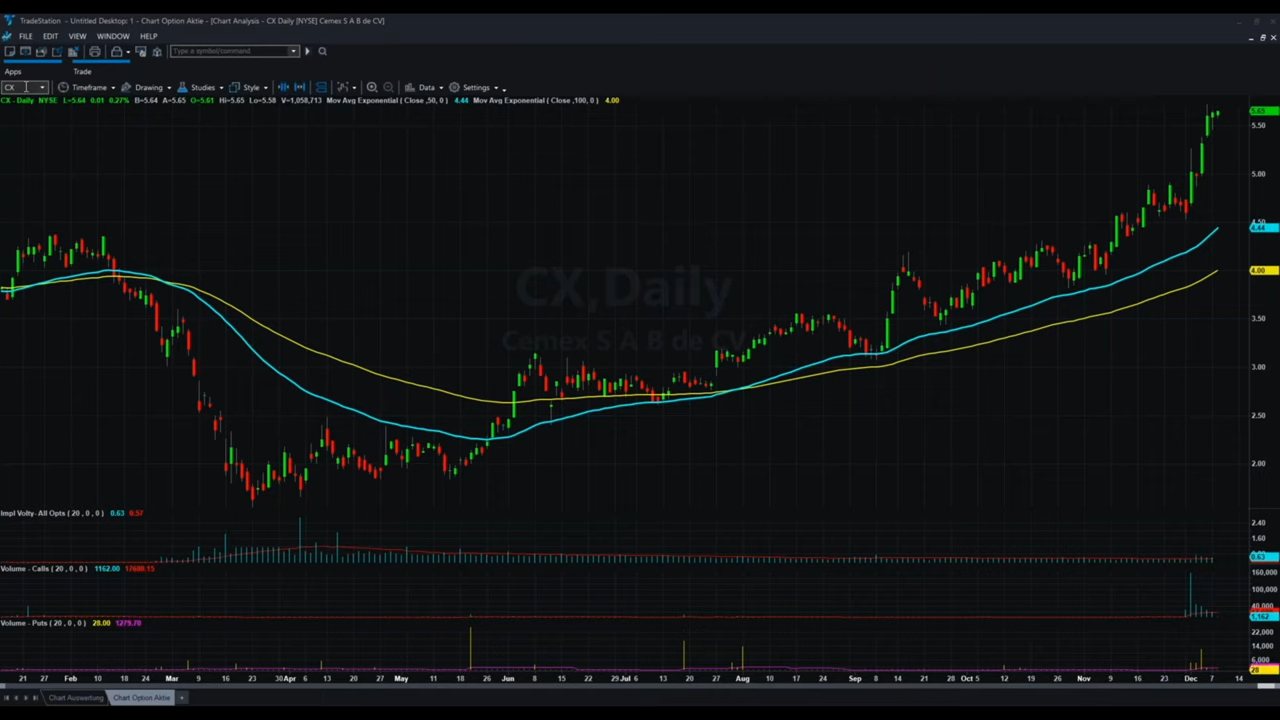 TradeStation - Untitled Desktop: 1 - Chart Option Aktie - [Chart Analysis - CX Daily [NYSE] Cemex S A B de CV]
FILE EDIT VIEW WINDOW HELP
Type a symbol/command
Apps Trade
CX Timeframe Drawing Studies Style Data Settings
CX - Daily NYSE L=5.64 0.01 0.27% B=5.64 A=5.65 O=5.61 Hi=5.65 Lo=5.58 V=1,058,713 Mov Avg Exponential ( Close ,50, 0 ) 4.44 Mov Avg Exponential ( Close ,100, 0 ) 4.00
5.65
5.50
5.00
4.50
4.44
4.00
3.50
3.00
2.50
2.00
CX,Daily
Cemex S A B de CV
Impl Volty- All Opts ( 20 , 0, 0 ) 0.63 0.57
2.40
1.60
0.63
Volume - Calls ( 20 , 0, 0 ) 1162.00 17680.15
160,000
100,000
40,000
1,162
Volume - Puts ( 20 , 0, 0 ) 28.00 1279.70
22,000
14,000
6,000
28
21 27 Feb 10 18 24 Mar 9 16 23 30 Apr 6 13 20 27 May 11 18 26 Jun 8 15 22 29 Jul 6 13 20 27 Aug 10 17 24 Sep 8 14 21 28 Oct 5 12 19 26 Nov 9 16 23 Dec 7 14
Chart Auswertung Chart Option Aktie +